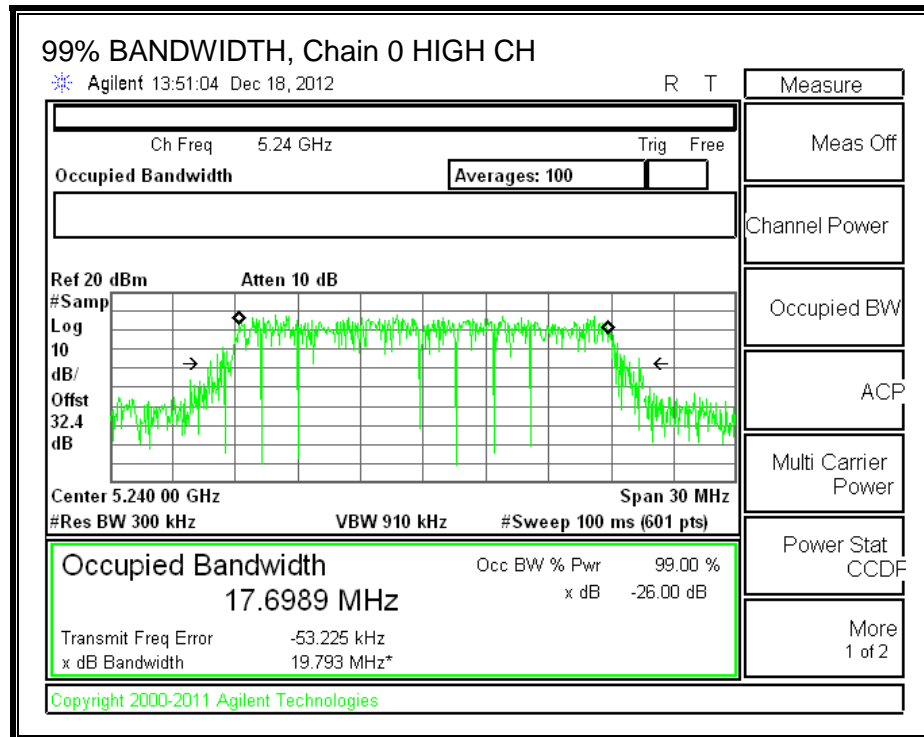 99% BANDWIDTH, Chain 0 HIGH CH
Agilent 13:51:04 Dec 18, 2012 R T
Measure
Ch Freq 5.24 GHz Trig Free
Meas Off
Occupied Bandwidth Averages: 100
Channel Power
Ref 20 dBm Atten 10 dB
#Samp
Log
10
dB/
Offst
32.4
dB
Occupied BW
ACP
Multi Carrier
Power
Center 5.240 00 GHz Span 30 MHz
#Res BW 300 kHz VBW 910 kHz #Sweep 100 ms (601 pts)
Occupied Bandwidth Occ BW % Pwr 99.00 %
17.6989 MHz x dB -26.00 dB
Power Stat
CCDF
Transmit Freq Error -53.225 kHz
x dB Bandwidth 19.793 MHz*
More
1 of 2
Copyright 2000-2011 Agilent Technologies